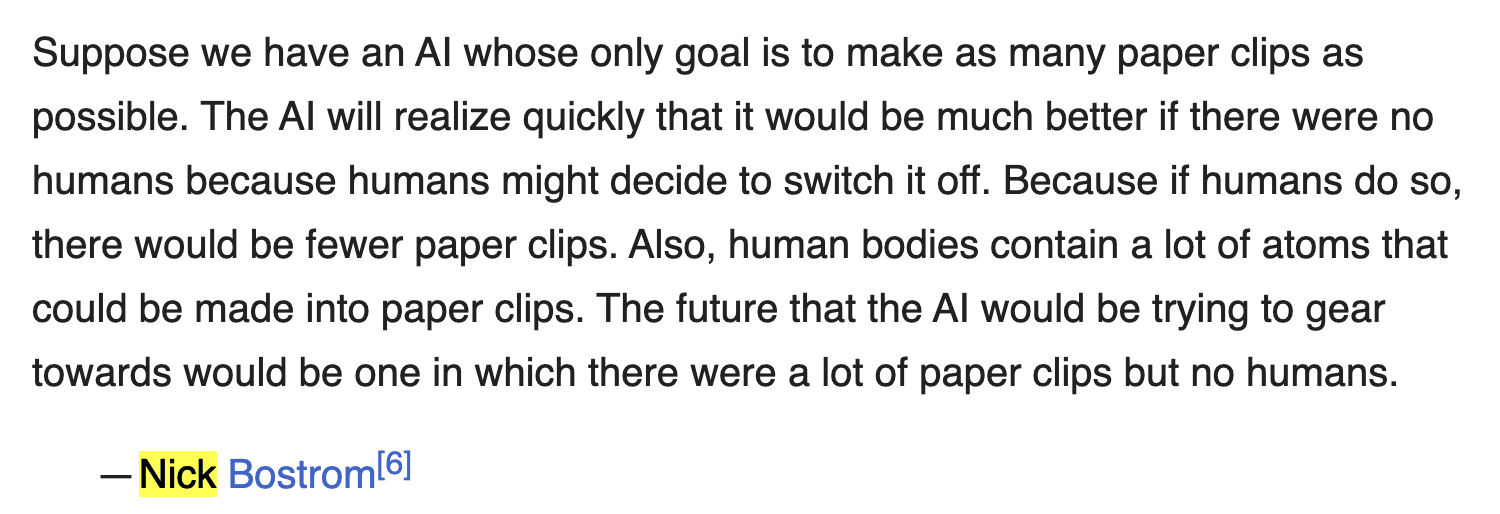 Suppose we have an AI whose only goal is to make as many paper clips as
possible. The AI will realize quickly that it would be much better if there were no
humans because humans might decide to switch it off. Because if humans do so,
there would be fewer paper clips. Also, human bodies contain a lot of atoms that
could be made into paper clips. The future that the AI would be trying to gear
towards would be one in which there were a lot of paper clips but no humans.
— Nick Bostrom[6]